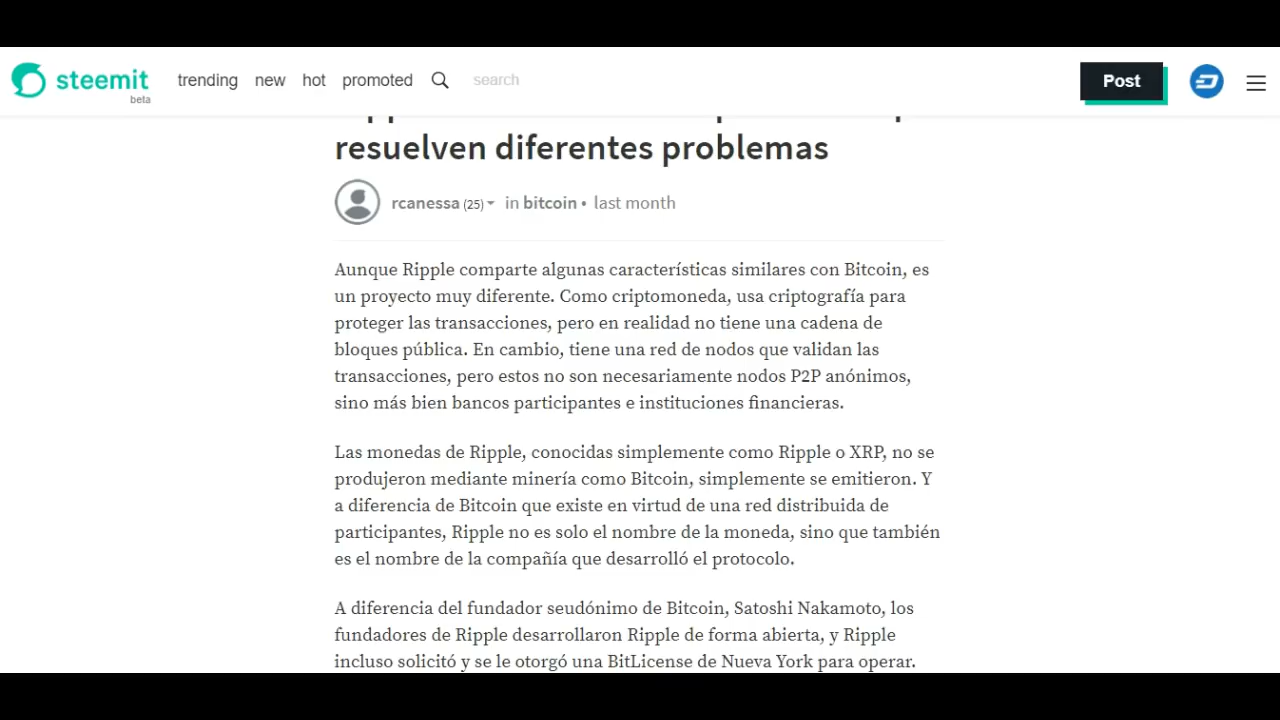 steemit
beta
trending new hot promoted search
Post
resuelven diferentes problemas
rcanessa (25) in bitcoin • last month
Aunque Ripple comparte algunas características similares con Bitcoin, es
un proyecto muy diferente. Como criptomoneda, usa criptografía para
proteger las transacciones, pero en realidad no tiene una cadena de
bloques pública. En cambio, tiene una red de nodos que validan las
transacciones, pero estos no son necesariamente nodos P2P anónimos,
sino más bien bancos participantes e instituciones financieras.
Las monedas de Ripple, conocidas simplemente como Ripple o XRP, no se
produjeron mediante minería como Bitcoin, simplemente se emitieron. Y
a diferencia de Bitcoin que existe en virtud de una red distribuida de
participantes, Ripple no es solo el nombre de la moneda, sino que también
es el nombre de la compañía que desarrolló el protocolo.
A diferencia del fundador seudónimo de Bitcoin, Satoshi Nakamoto, los
fundadores de Ripple desarrollaron Ripple de forma abierta, y Ripple
incluso solicitó y se le otorgó una BitLicense de Nueva York para operar.